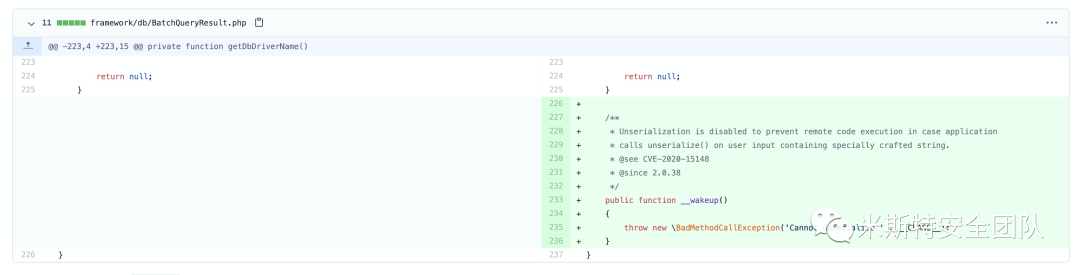 11 framework/db/BatchQueryResult.php
@@ -223,4 +223,15 @@ private function getDbDriverName()
223 223
224 return null; 224 return null;
225 } 225 }
226 +
227 + /**
228 + * Unserialization is disabled to prevent remote code execution in case application
229 + * calls unserialize() on user input containing specially crafted string.
230 + * @see CVE-2020-15148
231 + * @since 2.0.38
232 + */
233 + public function __wakeup()
234 + {
235 + throw new \BadMethodCallException(
236 + }
226 } 237 }
米斯特安全团队